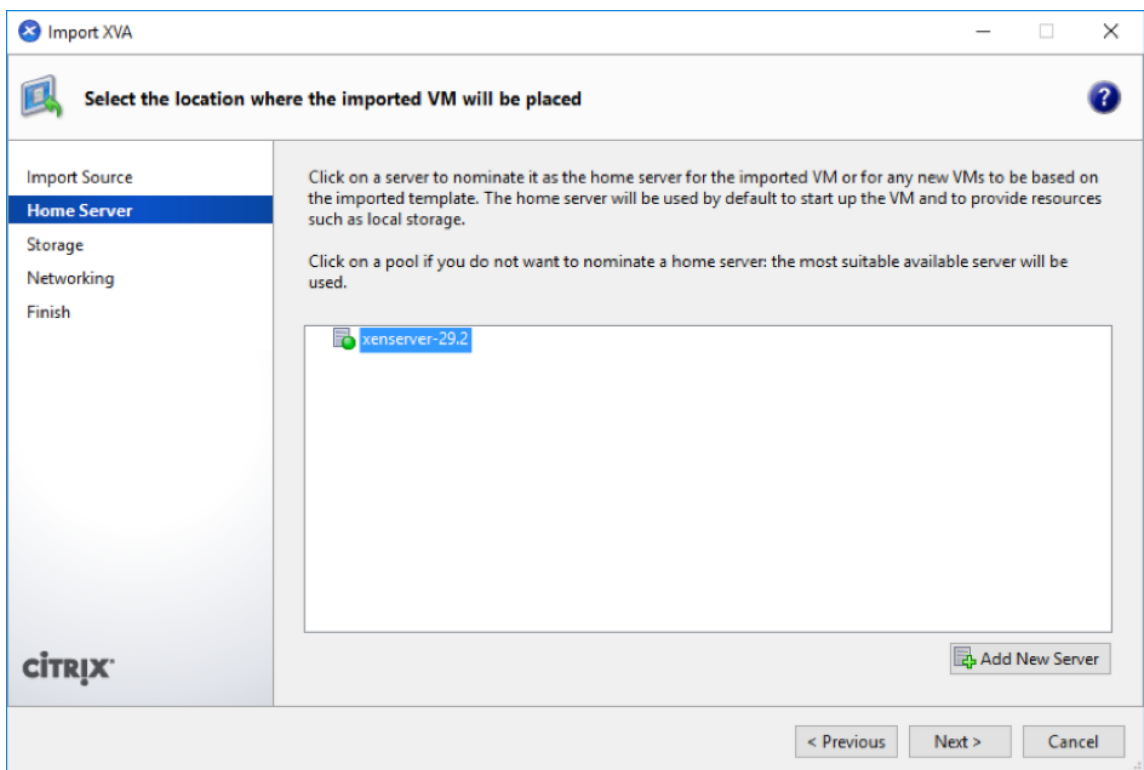 Import XVA
Select the location where the imported VM will be placed
?
Import Source
Home Server
Storage
Networking
Finish
Click on a server to nominate it as the home server for the imported VM or for any new VMs to be based on
the imported template. The home server will be used by default to start up the VM and to provide resources
such as local storage.
Click on a pool if you do not want to nominate a home server: the most suitable available server will be
used.
xenserver-29.2
CİTRIX
Add New Server
< Previous
Next >
Cancel